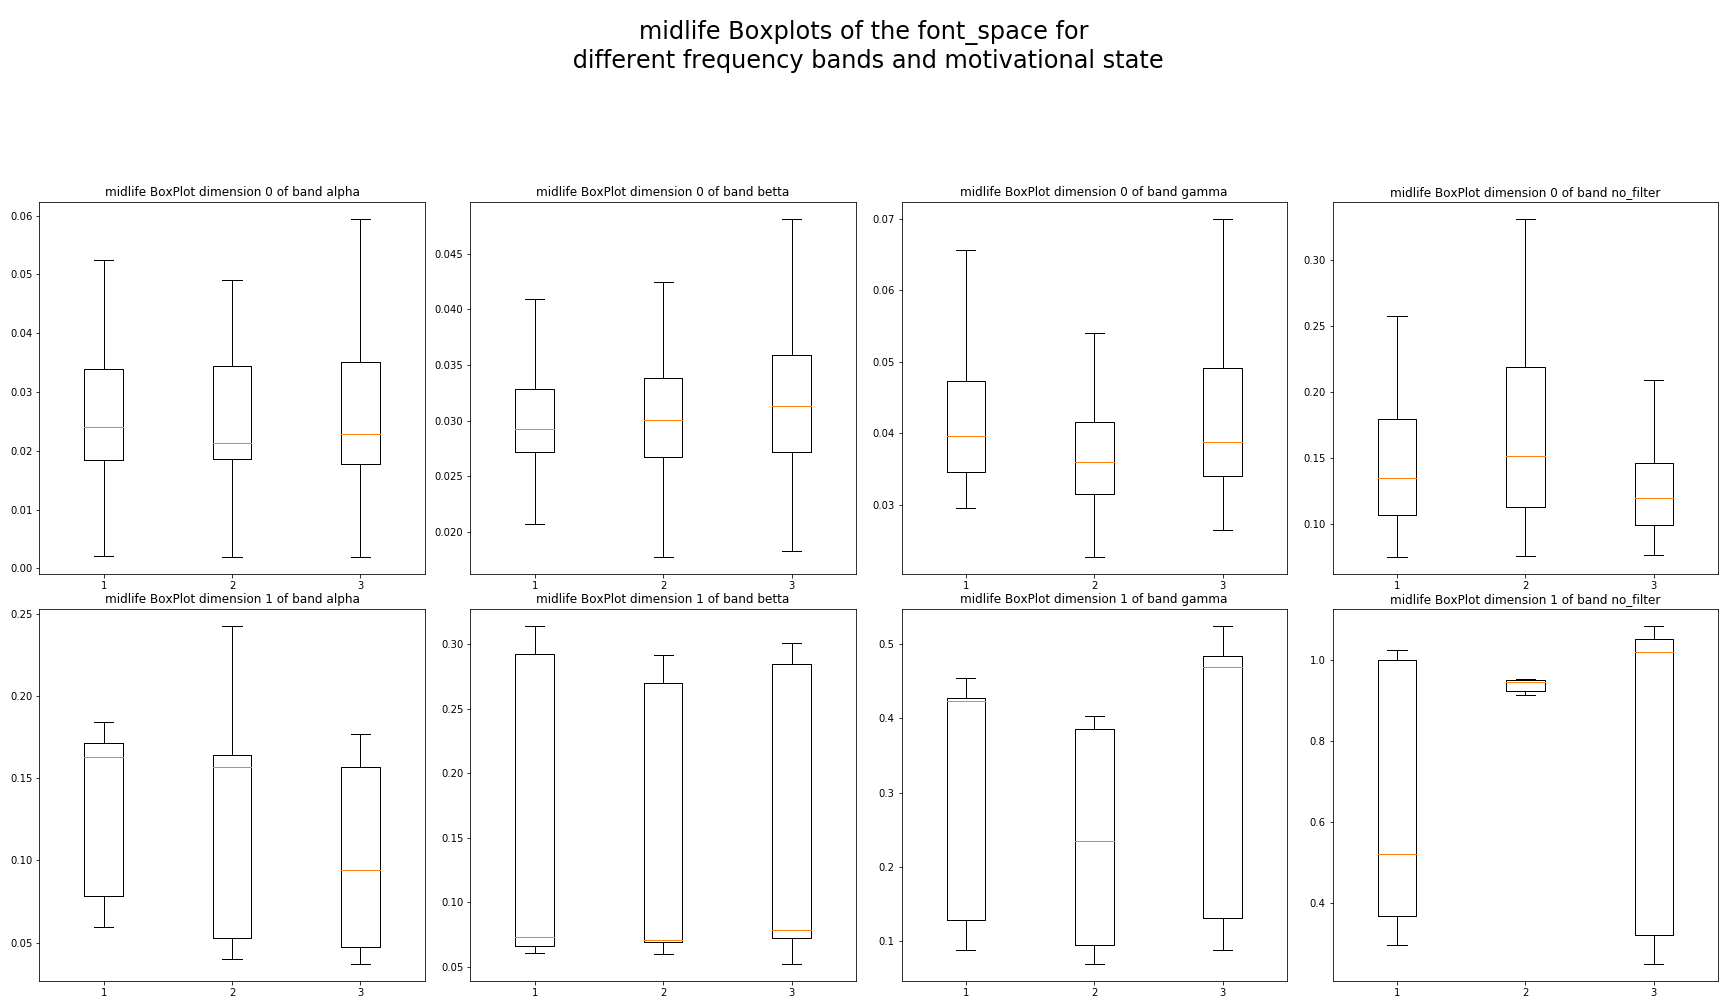 midlife Boxplots of the font_space for
different frequency bands and motivational state
midlife BoxPlot dimension 0 of band alpha
0.06
0.05
0.04
0.03
0.02
0.01
0.00
1 2 3
midlife BoxPlot dimension 0 of band betta
0.045
0.040
0.035
0.030
0.025
0.020
1 2 3
midlife BoxPlot dimension 0 of band gamma
0.07
0.06
0.05
0.04
0.03
1 2 3
midlife BoxPlot dimension 0 of band no_filter
0.30
0.25
0.20
0.15
0.10
1 2 3
midlife BoxPlot dimension 1 of band alpha
0.25
0.20
0.15
0.10
0.05
1 2 3
midlife BoxPlot dimension 1 of band betta
0.30
0.25
0.20
0.15
0.10
0.05
1 2 3
midlife BoxPlot dimension 1 of band gamma
0.5
0.4
0.3
0.2
0.1
1 2 3
midlife BoxPlot dimension 1 of band no_filter
1.0
0.8
0.6
0.4
1 2 3